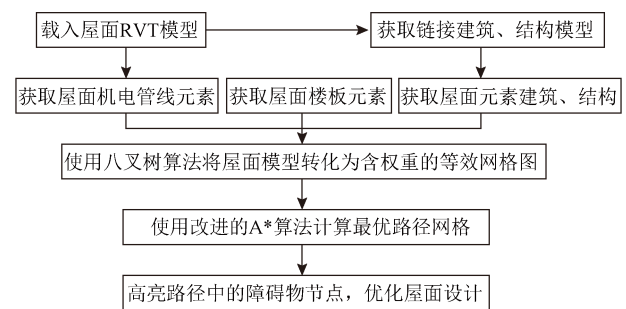 载入屋面RVT模型
获取链接建筑、结构模型
获取屋面机电管线元素
获取屋面楼板元素
获取屋面元素建筑、结构
使用八叉树算法将屋面模型转化为含权重的等效网格图
使用改进的A*算法计算最优路径网格
高亮路径中的障碍物节点，优化屋面设计